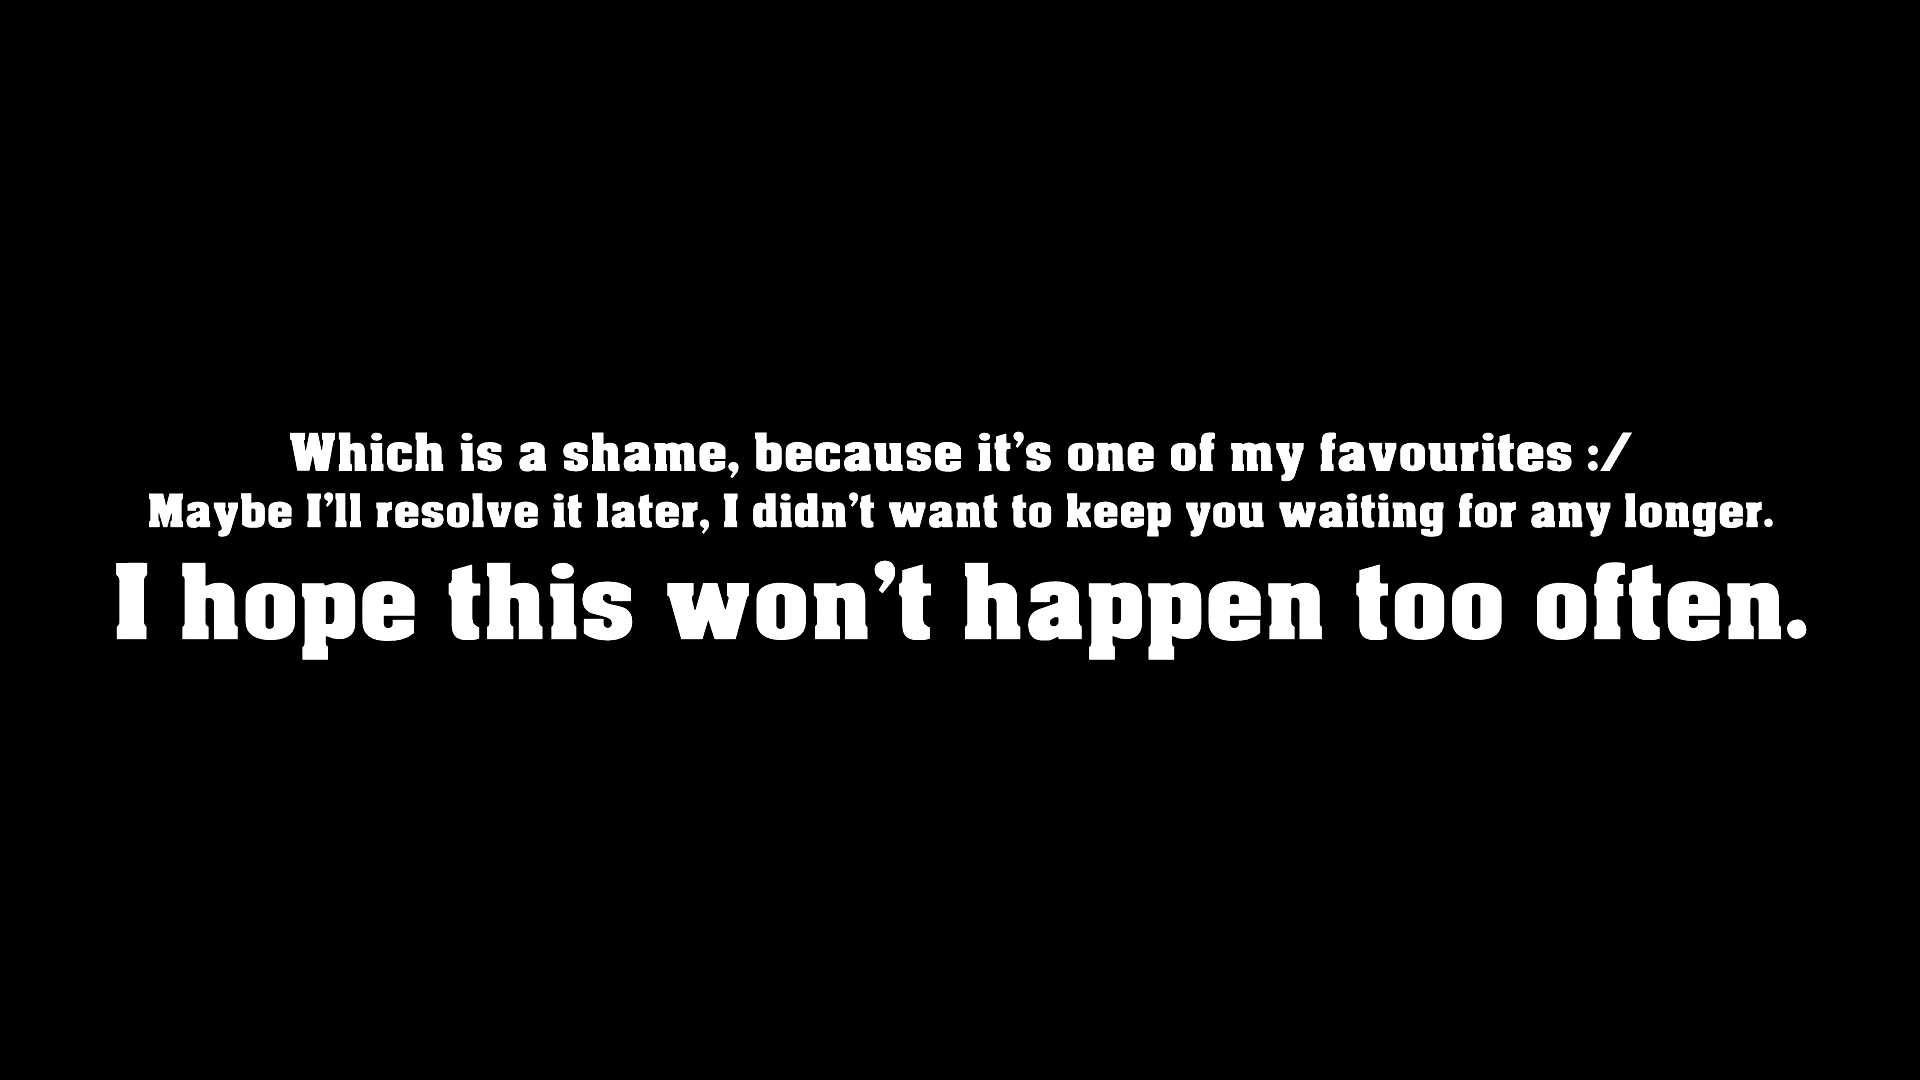 Which is a shame, because it’s one of my favourites :/
Maybe I’ll resolve it later, I didn’t want to keep you waiting for any longer.
I hope this won’t happen too often.